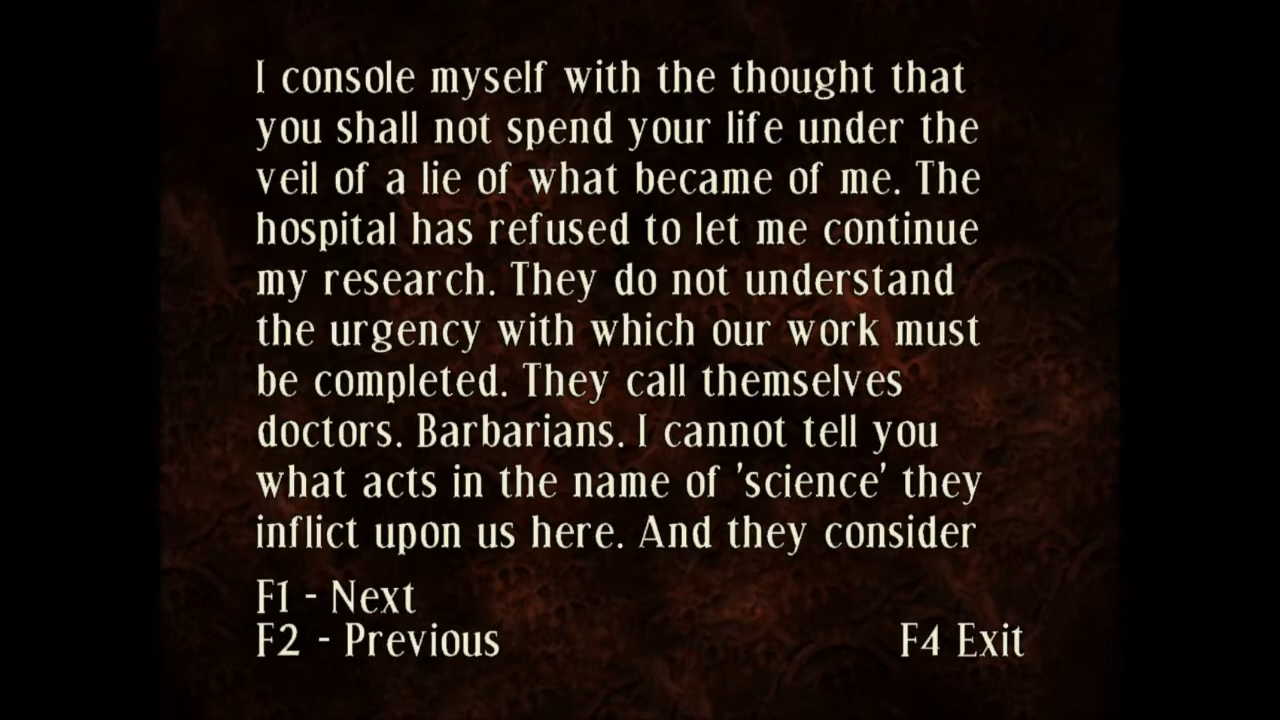 I console myself with the thought that
you shall not spend your life under the
veil of a lie of what became of me. The
hospital has refused to let me continue
my research. They do not understand
the urgency with which our work must
be completed. They call themselves
doctors. Barbarians. I cannot tell you
what acts in the name of 'science' they
inflict upon us here. And they consider
F1 - Next
F2 - Previous
F4 Exit